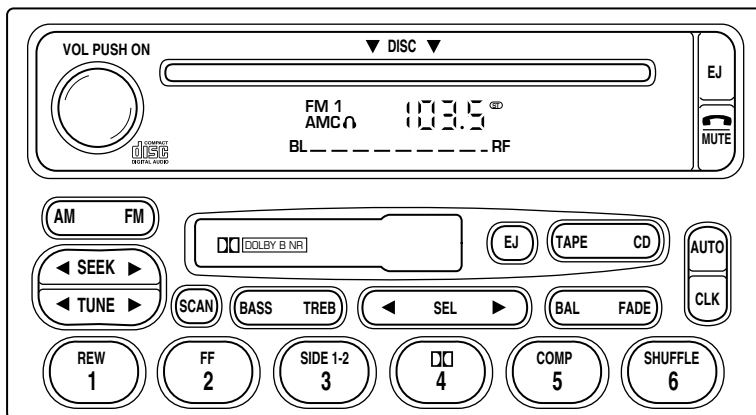 VOL PUSH ON
▼ DISC ▼
EJ
FM 1
AMC
103.5 ST
MUTE
COMPACT
disc
DIGITAL AUDIO
BL RF
AM FM
DOLBY B NR
EJ
TAPE CD
AUTO
◄ SEEK ►
◄ TUNE ►
SCAN
BASS TREB
◄ SEL ►
BAL FADE
CLK
REW
1
FF
2
SIDE 1-2
3
4
COMP
5
SHUFFLE
6